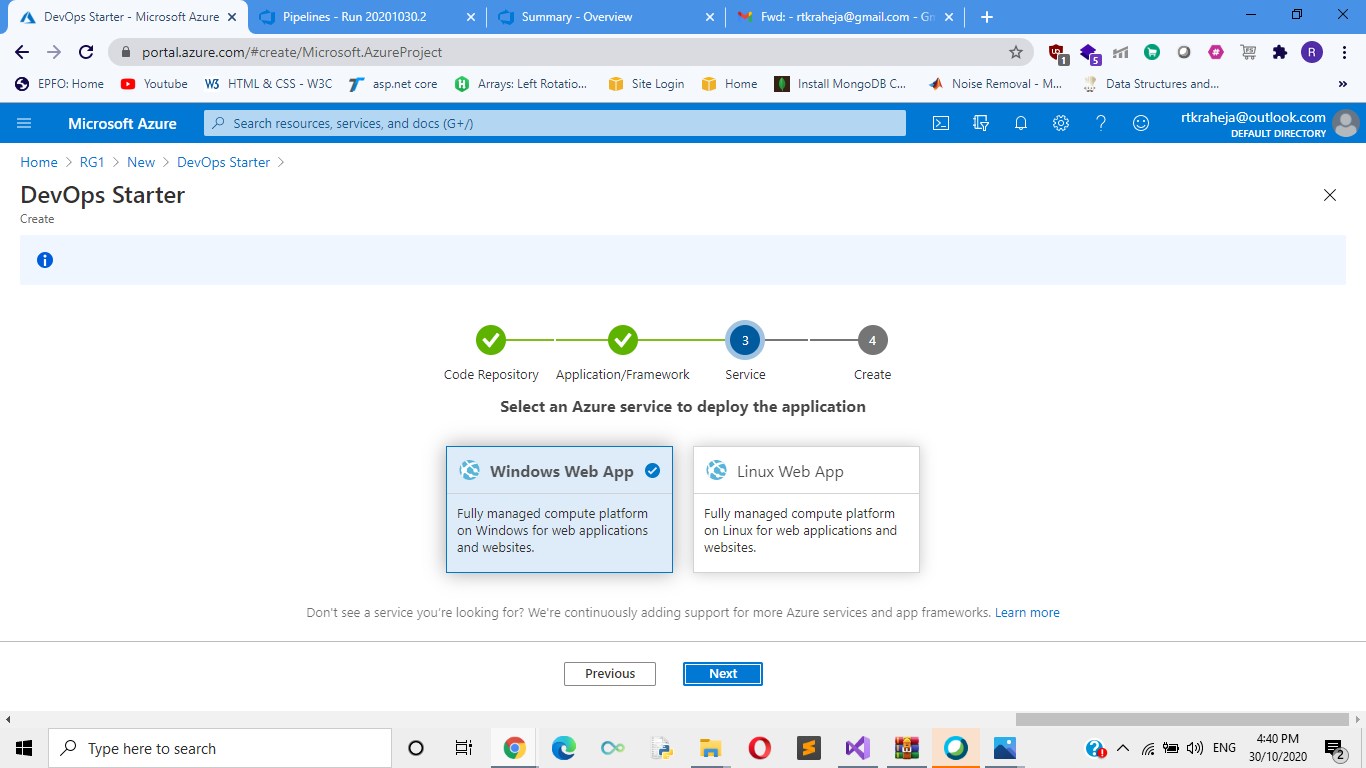 DevOps Starter - Microsoft Azure
Pipelines - Run 20201030.2
Summary - Overview
Fwd: - rtkraheja@gmail.com - Gm
portal.azure.com/#create/Microsoft.AzureProject
1
5
R
EPFO: Home
Youtube
HTML & CSS - W3C
asp.net core
Arrays: Left Rotatio...
Site Login
Home
Install MongoDB C...
Noise Removal - M...
Data Structures and...
»
Microsoft Azure
Search resources, services, and docs (G+/)
rtkraheja@outlook.com
DEFAULT DIRECTORY
Home > RG1 > New > DevOps Starter >
DevOps Starter
Create
3
4
Code Repository
Application/Framework
Service
Create
Select an Azure service to deploy the application
Windows Web App
Fully managed compute platform
on Windows for web applications
and websites.
Linux Web App
Fully managed compute platform
on Linux for web applications and
websites.
Don't see a service you're looking for? We're continuously adding support for more Azure services and app frameworks. Learn more
Previous
Next
Type here to search
ENG
4:40 PM
30/10/2020
2